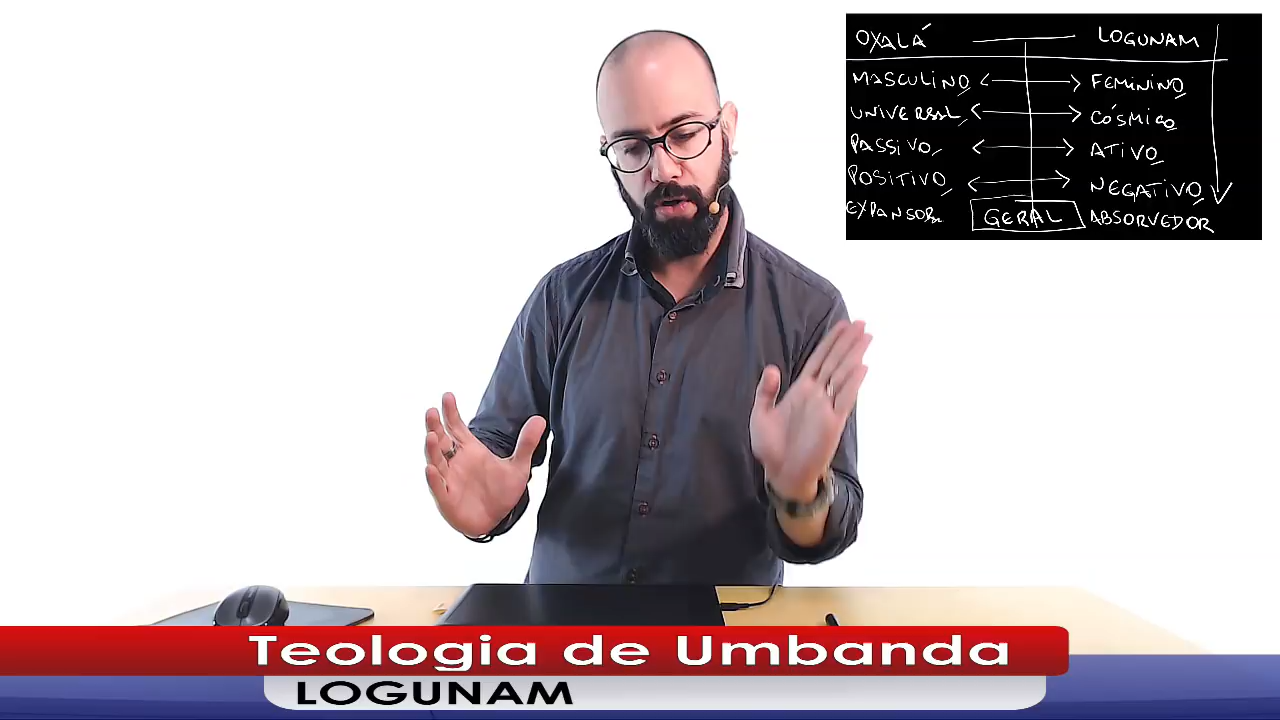 OXALÁ LOGUNAM
MASCULINO FEMININO
UNIVERSAL CÓSMICO
PASSIVO ATIVO
POSITIVO NEGATIVO
EXPANSOR GERAL ABSORVEDOR
Teologia de Umbanda
LOGUNAM